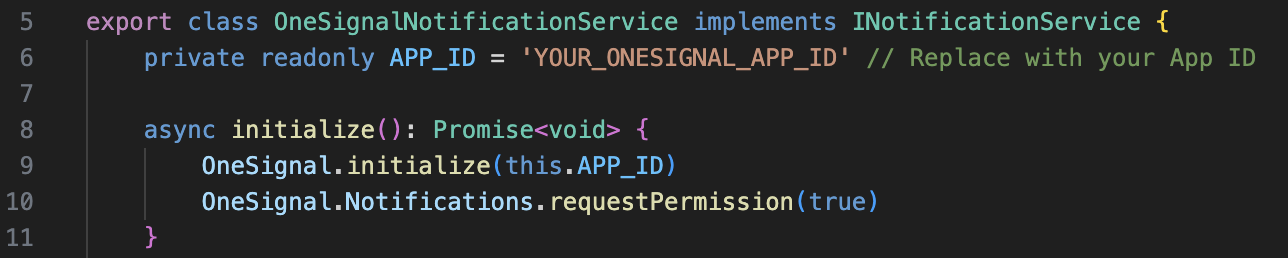 5 export class OneSignalNotificationService implements INotificationService {
6 private readonly APP_ID = 'YOUR_ONESIGNAL_APP_ID' // Replace with your App ID
7
8 async initialize(): Promise<void> {
9 OneSignal.initialize(this.APP_ID)
10 OneSignal.Notifications.requestPermission(true)
11 }